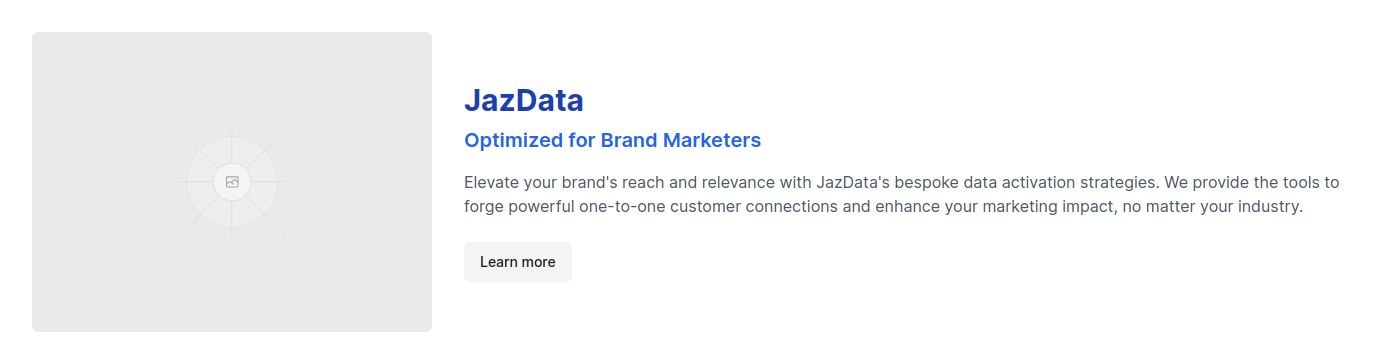 JazData
Optimized for Brand Marketers
Elevate your brand's reach and relevance with JazData's bespoke data activation strategies. We provide the tools to
forge powerful one-to-one customer connections and enhance your marketing impact, no matter your industry.
Learn more